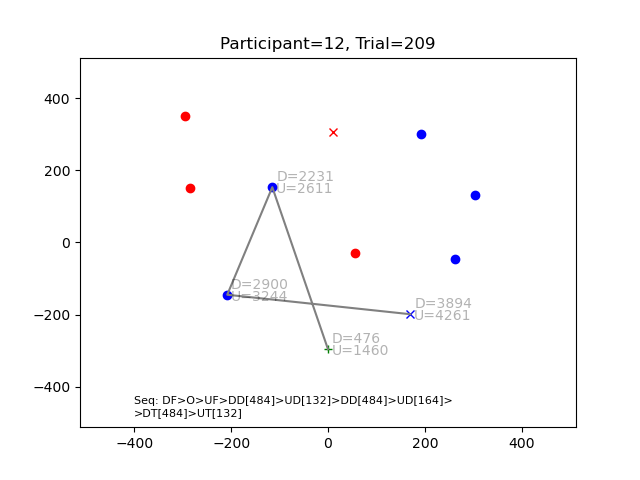 Participant=12, Trial=209
400
200
0
−200
−400
D=2231
U=2611
D=2900
U=3244
D=3894
U=4261
D=476
U=1460
Seq: DF>O>UF>DD[484]>UD[132]>DD[484]>UD[164]>
>DT[484]>UT[132]
−400
−200
0
200
400